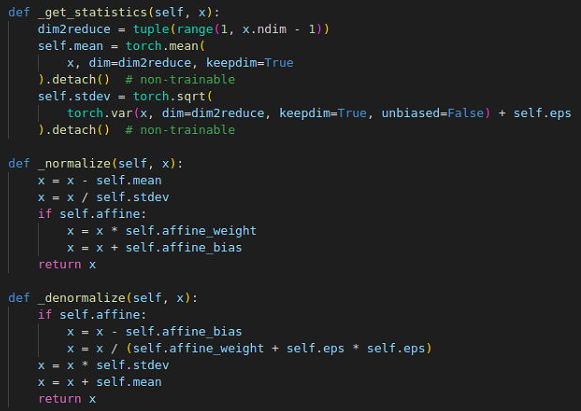 def _get_statistics(self, x):
    dim2reduce = tuple(range(1, x.ndim - 1))
    self.mean = torch.mean(
        x, dim=dim2reduce, keepdim=True
    ).detach()  # non-trainable
    self.stdev = torch.sqrt(
        torch.var(x, dim=dim2reduce, keepdim=True, unbiased=False) + self.eps
    ).detach()  # non-trainable

def _normalize(self, x):
    x = x - self.mean
    x = x / self.stdev
    if self.affine:
        x = x * self.affine_weight
        x = x + self.affine_bias
    return x

def _denormalize(self, x):
    if self.affine:
        x = x - self.affine_bias
        x = x / (self.affine_weight + self.eps * self.eps)
    x = x * self.stdev
    x = x + self.mean
    return x